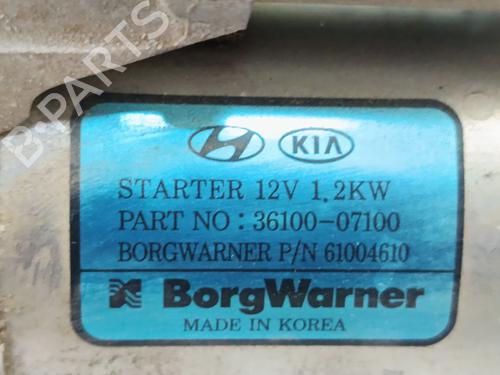 B-PARTS
KIA
STARTER 12V 1.2KW
PART NO : 36100-07100
BORGWARNER P/N 61004610
BorgWarner
MADE IN KOREA